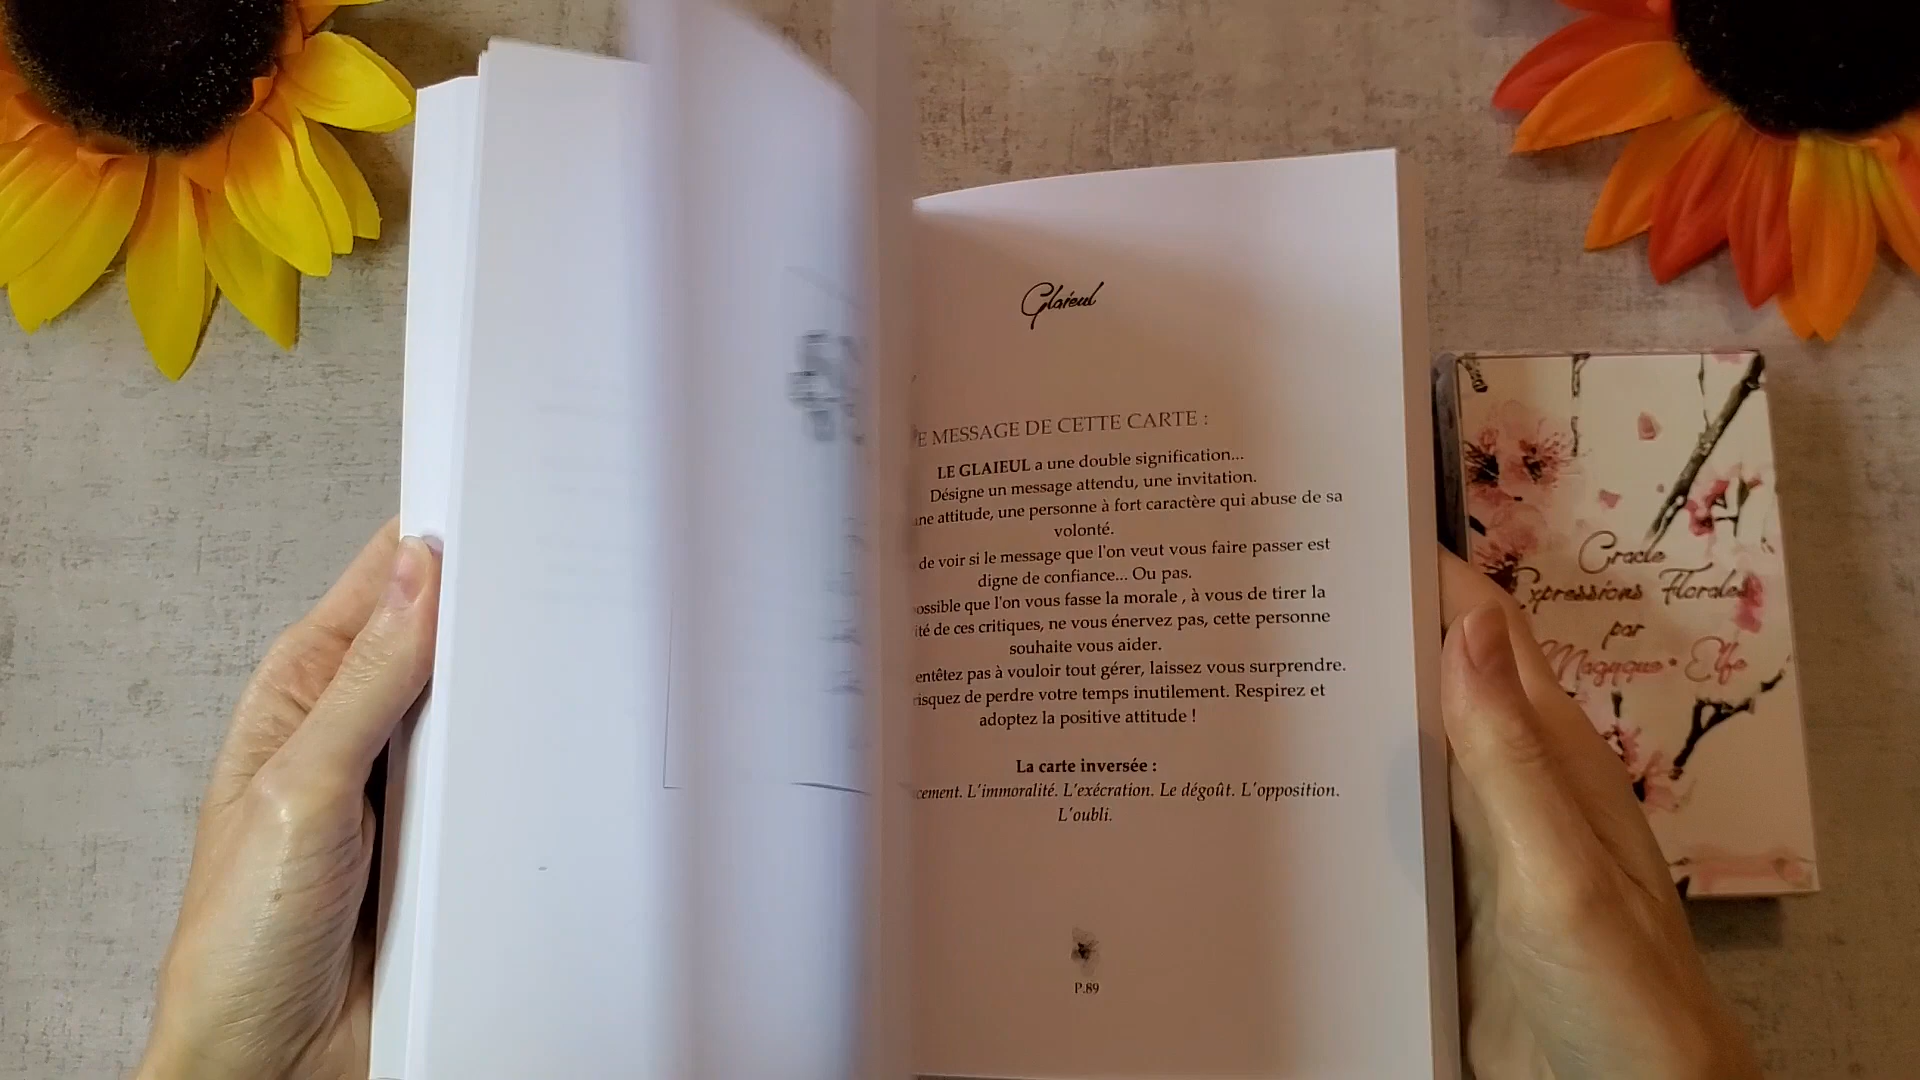 Glaieul
MESSAGE DE CETTE CARTE :
LE GLAIEUL a une double signification...
Désigne un message attendu, une invitation.
attitude, une personne à fort caractère qui abuse de sa
volonté.
de voir si le message que l'on veut vous faire passer est
digne de confiance... Ou pas.
que l'on vous fasse la morale , à vous de tirer la
de ces critiques, ne vous énervez pas, cette personne
souhaite vous aider.
entêtez pas à vouloir tout gérer, laissez vous surprendre.
risquez de perdre votre temps inutilement. Respirez et
adoptez la positive attitude !
La carte inversée :
L'immoralité. L'exécration. Le dégoût. L'opposition.
L'oubli.
P.89
Oracle
Expressions Florales
par
Magique • Elfe